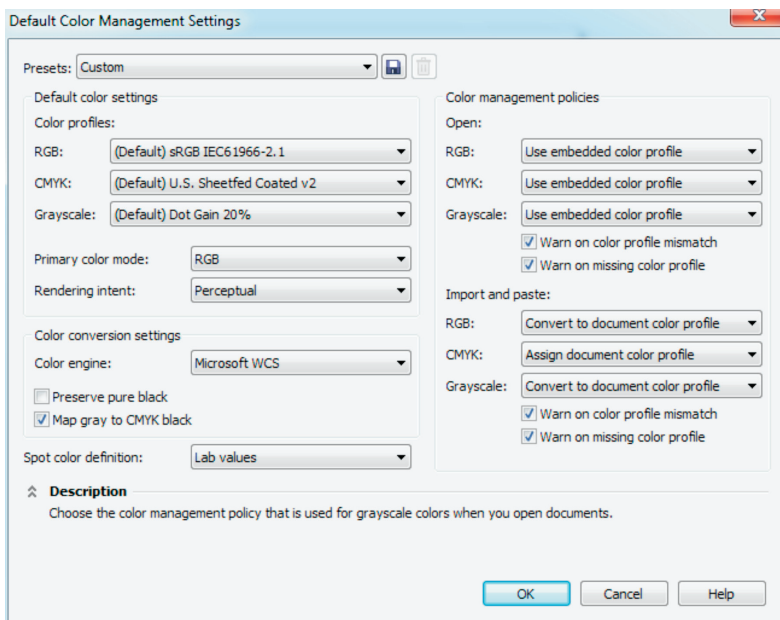 Default Color Management Settings
Presets: Custom
Default color settings
Color profiles:
RGB: (Default) sRGB IEC61966-2.1
CMYK: (Default) U.S. Sheetfed Coated v2
Grayscale: (Default) Dot Gain 20%
Primary color mode: RGB
Rendering intent: Perceptual
Color conversion settings
Color engine: Microsoft WCS
Preserve pure black
Map gray to CMYK black
Spot color definition: Lab values
Color management policies
Open:
RGB: Use embedded color profile
CMYK: Use embedded color profile
Grayscale: Use embedded color profile
Warn on color profile mismatch
Warn on missing color profile
Import and paste:
RGB: Convert to document color profile
CMYK: Assign document color profile
Grayscale: Convert to document color profile
Warn on color profile mismatch
Warn on missing color profile
Description
Choose the color management policy that is used for grayscale colors when you open documents.
OK Cancel Help